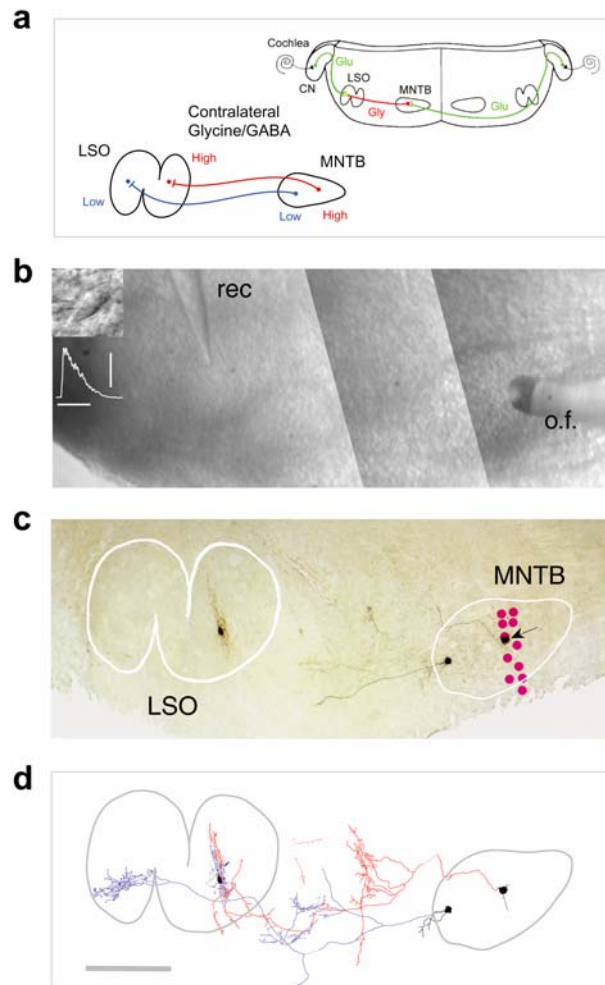 a
Cochlea
Glu
CN
LSO
MNTB
Gly
Glu
Contralateral
Glycine/GABA
LSO
High
MNTB
Low
Low
High
b
rec
o.f.
c
MNTB
LSO
d